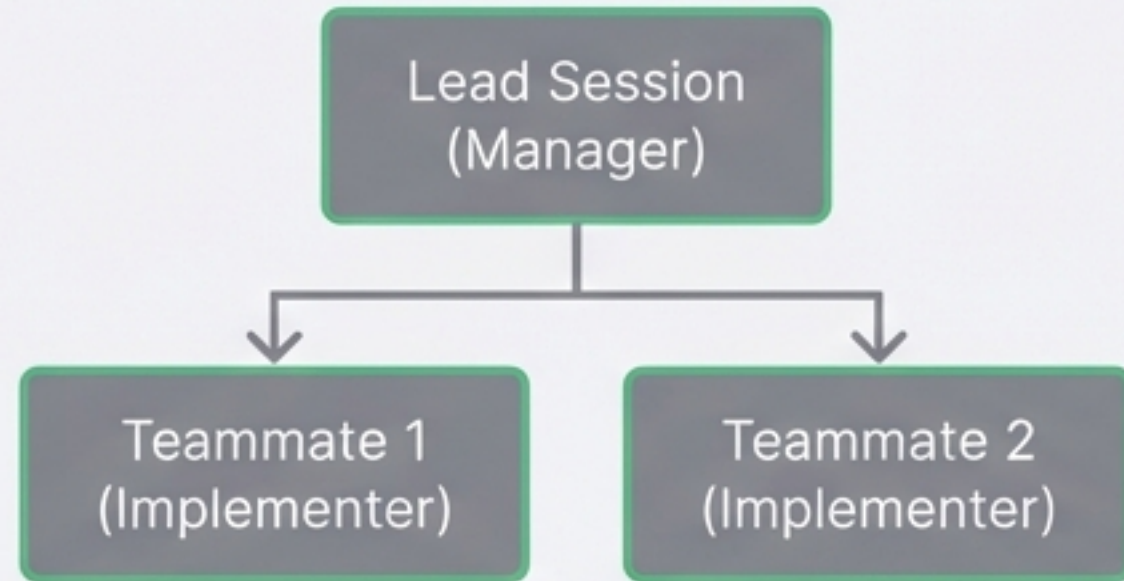 Lead Session
(Manager)
Teammate 1
(Implementer)
Teammate 2
(Implementer)